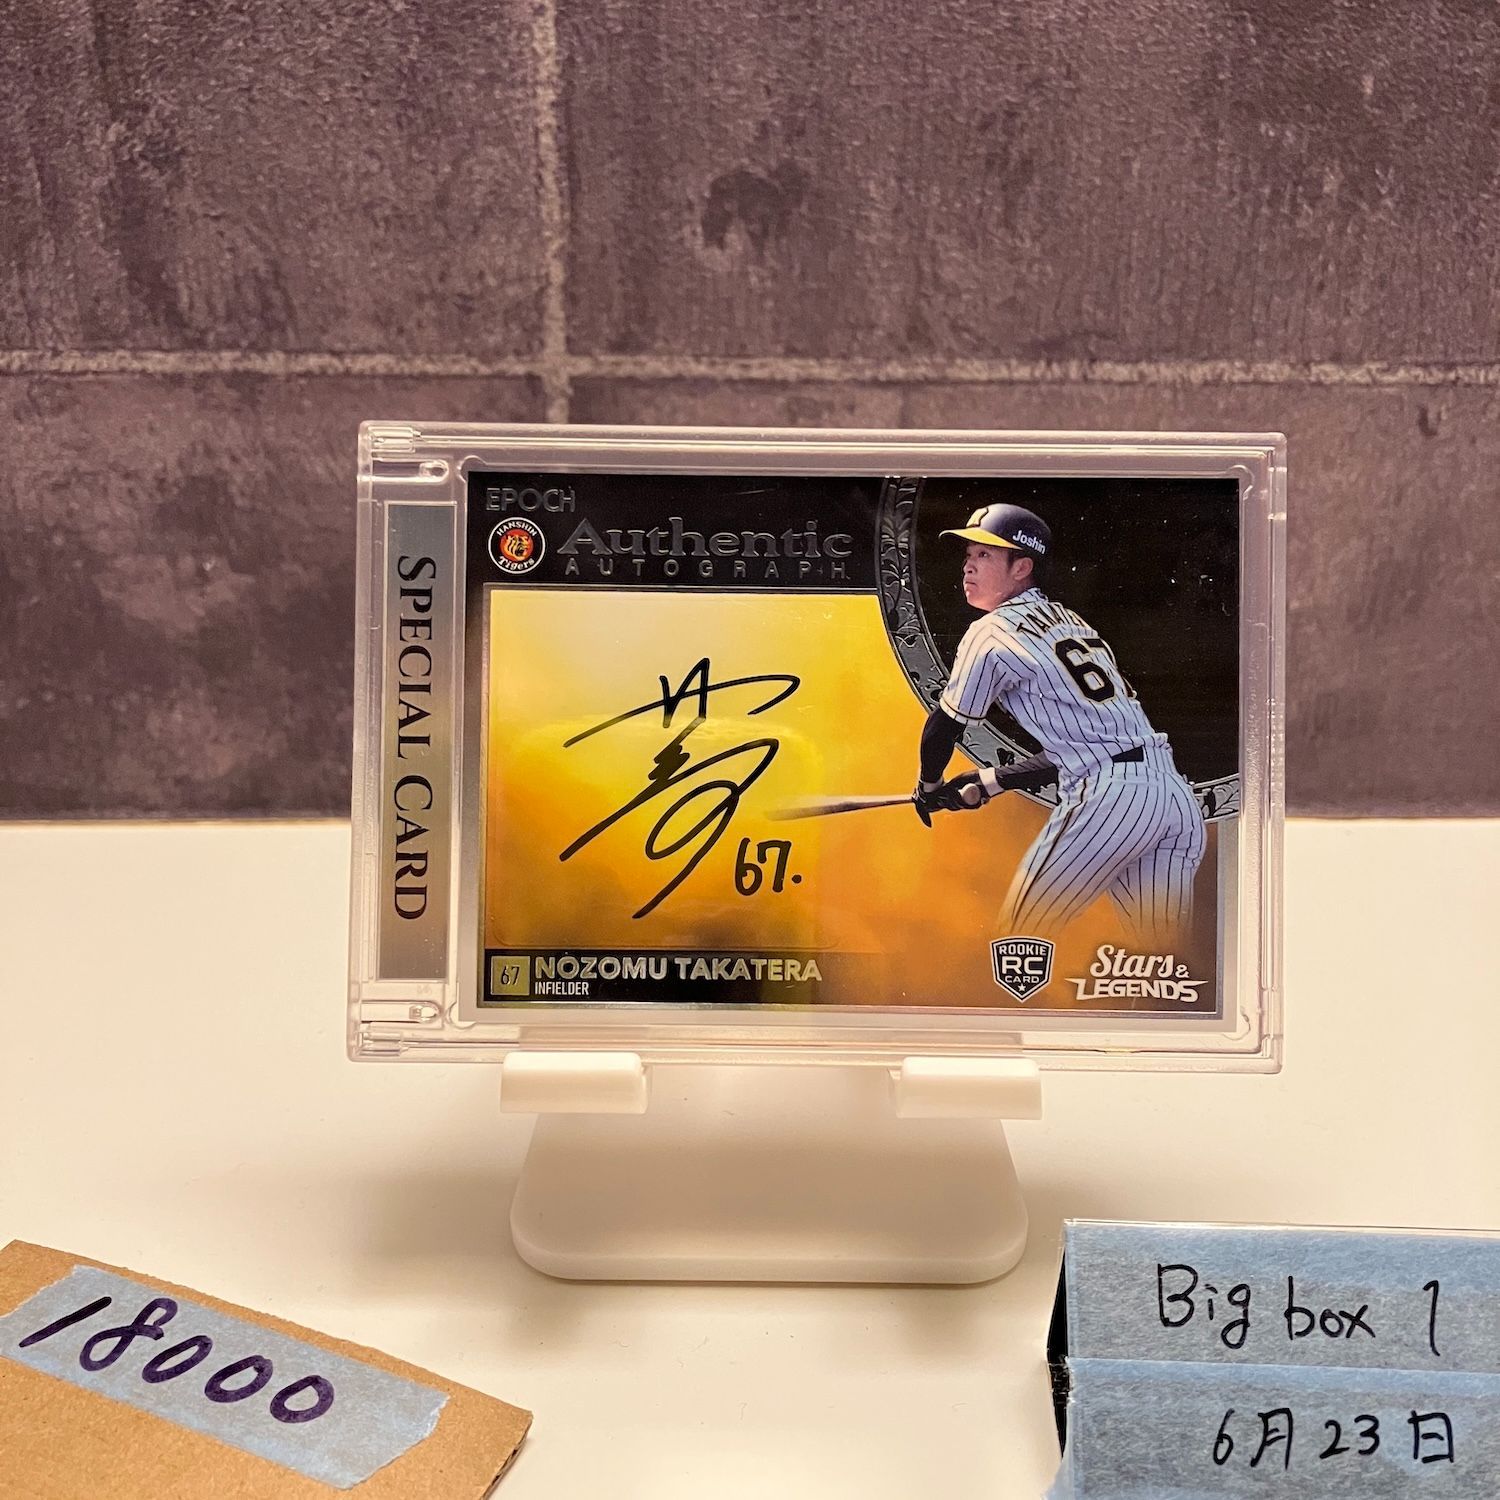 EPOCH
HANSHIN
Tigers
Authentic
AUTOGRAPH
SPECIAL CARD
Joshin
67
67.
67 NOZOMU TAKATERA
INFIELDER
ROOKIE
RC
CARD
Stars &
LEGENDS
18000
Big box 1
6月23日